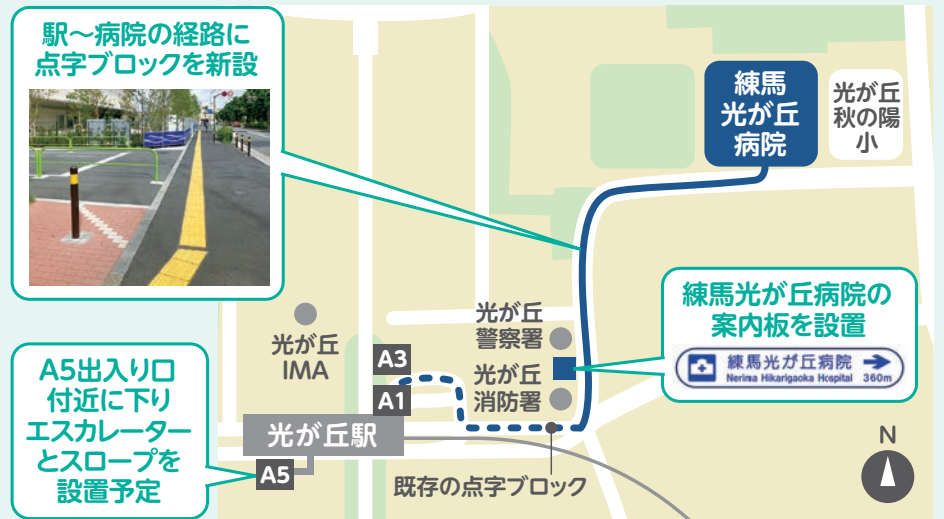 駅～病院の経路に
点字ブロックを新設
練馬
光が丘
病院
光が丘
秋の陽
小
練馬光が丘病院の
案内板を設置
練馬光が丘病院
Nerima Hikarigaoka Hospital 360m
光が丘
警察署
光が丘
消防署
光が丘
IMA
A3
A1
光が丘駅
A5
既存の点字ブロック
A5出入り口
付近に下り
エスカレーター
とスロープを
設置予定
N